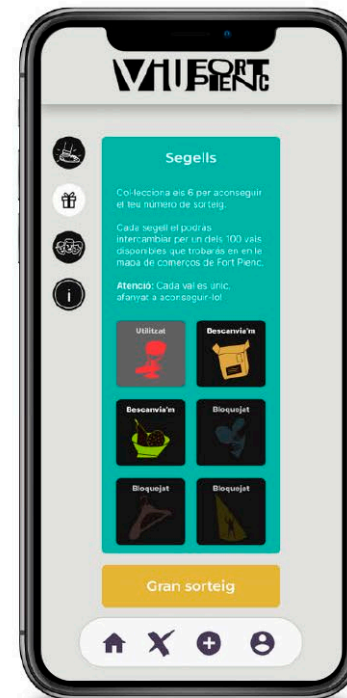 VIU FORT
PIENC
Segells
Col·lecciona els 6 per aconseguir
el teu número de sorteig.
Cada segell el podràs
intercanviar per un dels 100 vals
disponibles que trobaràs en en le
mapa de comerços de Fort Pienc.
Atenció: Cada val és únic,
afanya't a aconseguir-lo!
Utilitzat
Bescanvia'm
Bescanvia'm
Bloquejat
Bloquejat
Bloquejat
Gran sorteig